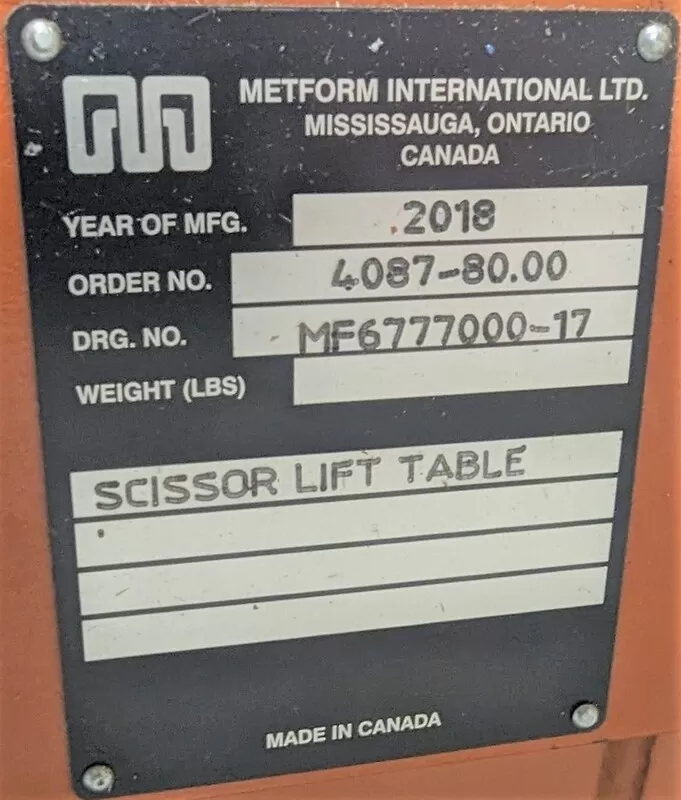 METFORM INTERNATIONAL LTD.
MISSISSAUGA, ONTARIO
CANADA
YEAR OF MFG. 2018
ORDER NO. 4087-80.00
DRG. NO. MF6777000-17
WEIGHT (LBS)
SCISSOR LIFT TABLE
MADE IN CANADA